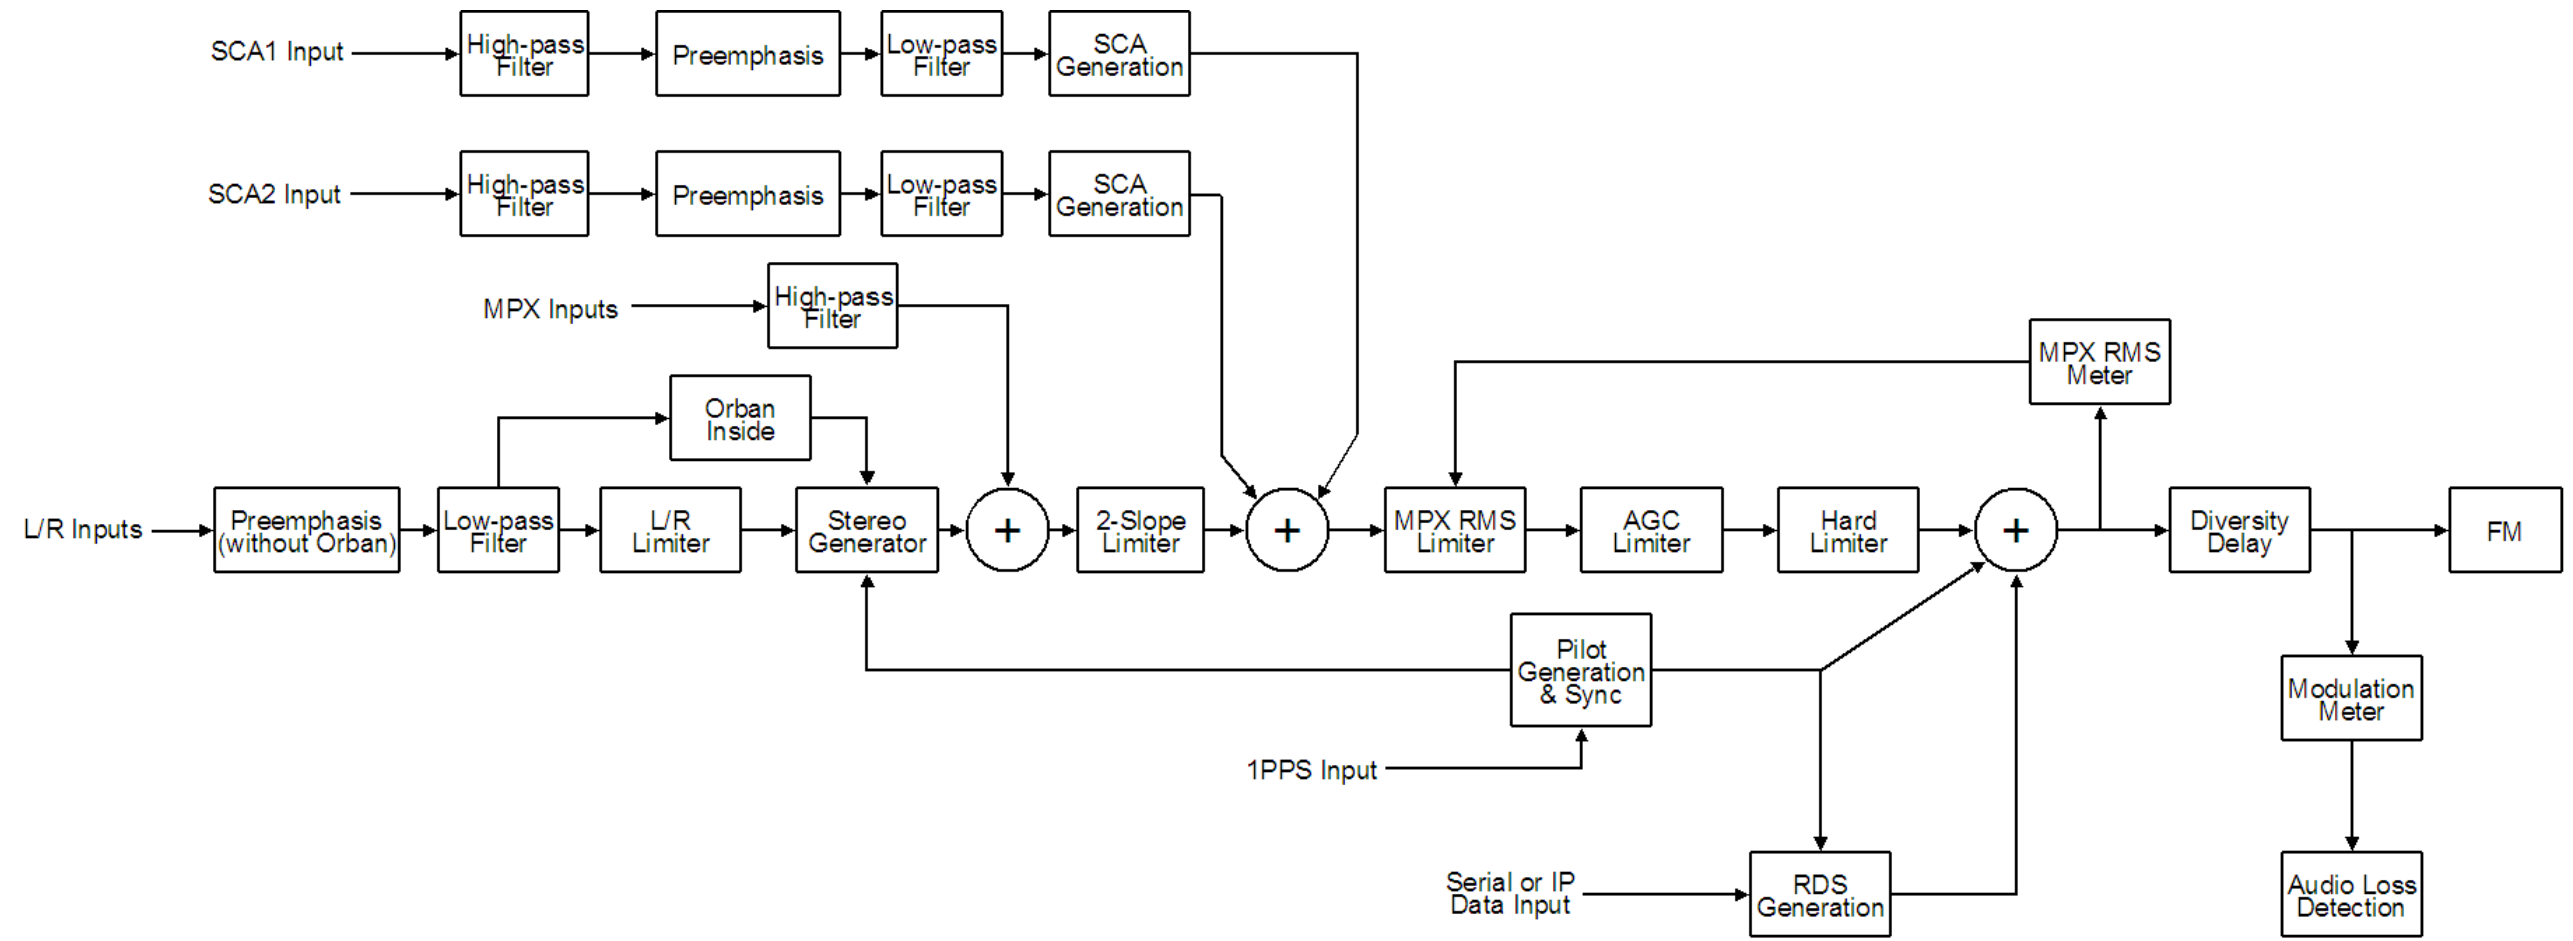 SCA1 Input
High-pass
Filter
Preemphasis
Low-pass
Filter
SCA
Generation
SCA2 Input
High-pass
Filter
Preemphasis
Low-pass
Filter
SCA
Generation
MPX Inputs
High-pass
Filter
MPX RMS
Meter
Orban
Inside
L/R Inputs
Preemphasis
(without Orban)
Low-pass
Filter
L/R
Limiter
Stereo
Generator
+
2-Slope
Limiter
+
MPX RMS
Limiter
AGC
Limiter
Hard
Limiter
+
Diversity
Delay
FM
Pilot
Generation
& Sync
Modulation
Meter
1PPS Input
Serial or IP
Data Input
RDS
Generation
Audio Loss
Detection